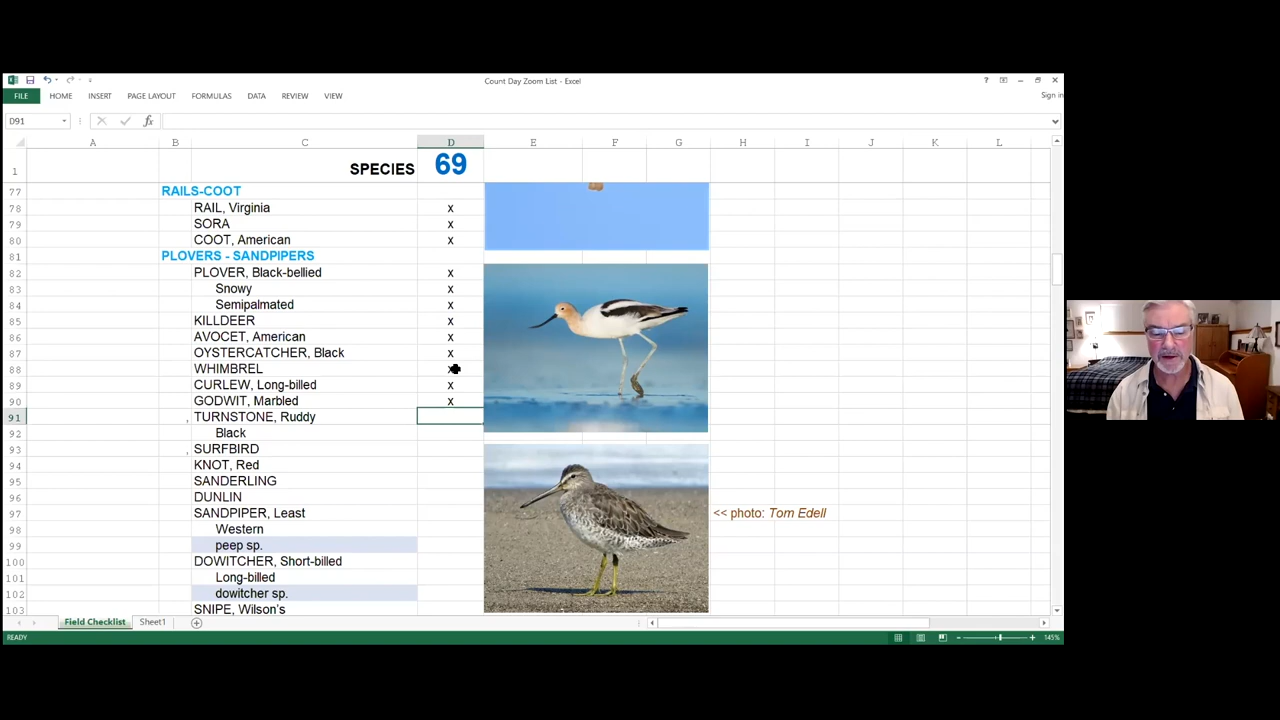 Count Day Zoom List - Excel
?
FILE HOME INSERT PAGE LAYOUT FORMULAS DATA REVIEW VIEW
Sign in
D91 fx
A B C D E F G H I J K L
1 SPECIES 69
77 RAILS-COOT
78 RAIL, Virginia x
79 SORA x
80 COOT, American x
81 PLOVERS - SANDPIPERS
82 PLOVER, Black-bellied x
83 Snowy x
84 Semipalmated x
85 KILLDEER x
86 AVOCET, American x
87 OYSTERCATCHER, Black x
88 WHIMBREL x
89 CURLEW, Long-billed x
90 GODWIT, Marbled x
91 , TURNSTONE, Ruddy
92 Black
93 , SURFBIRD
94 KNOT, Red
95 SANDERLING
96 DUNLIN
97 SANDPIPER, Least << photo: Tom Edell
98 Western
99 peep sp.
100 DOWITCHER, Short-billed
101 Long-billed
102 dowitcher sp.
103 SNIPE, Wilson's
Field Checklist Sheet1
READY 145%